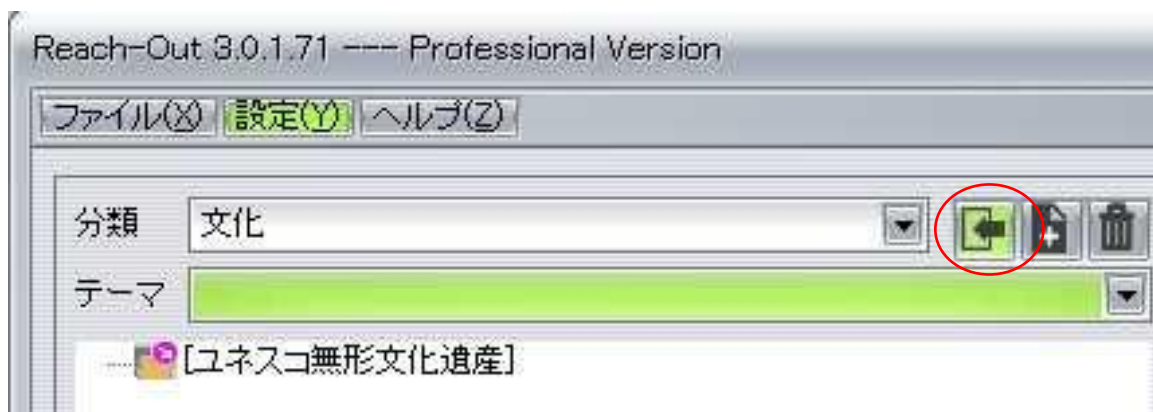 Reach-Out 3.0.1.71 --- Professional Version
ファイル(X) 設定(Y) ヘルプ(Z)
分類 文化
テーマ
[ユネスコ無形文化遺産]